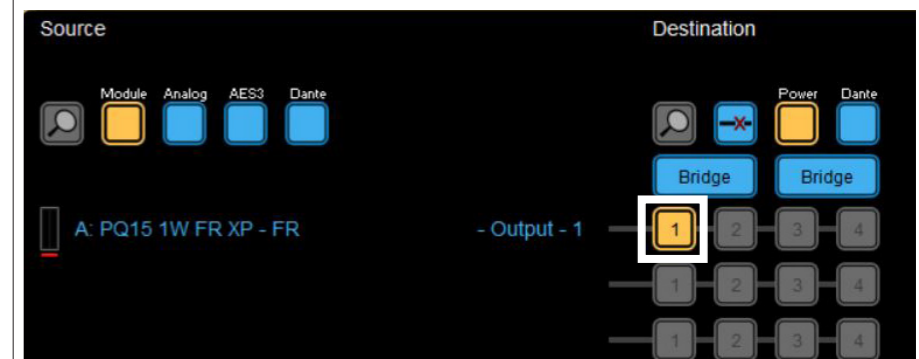 Source Destination
Module Analog AES3 Dante Power Dante
Bridge Bridge
A: PQ15 1W FR XP - FR - Output - 1 1 2 3 4
1 2 3 4
1 2 3 4